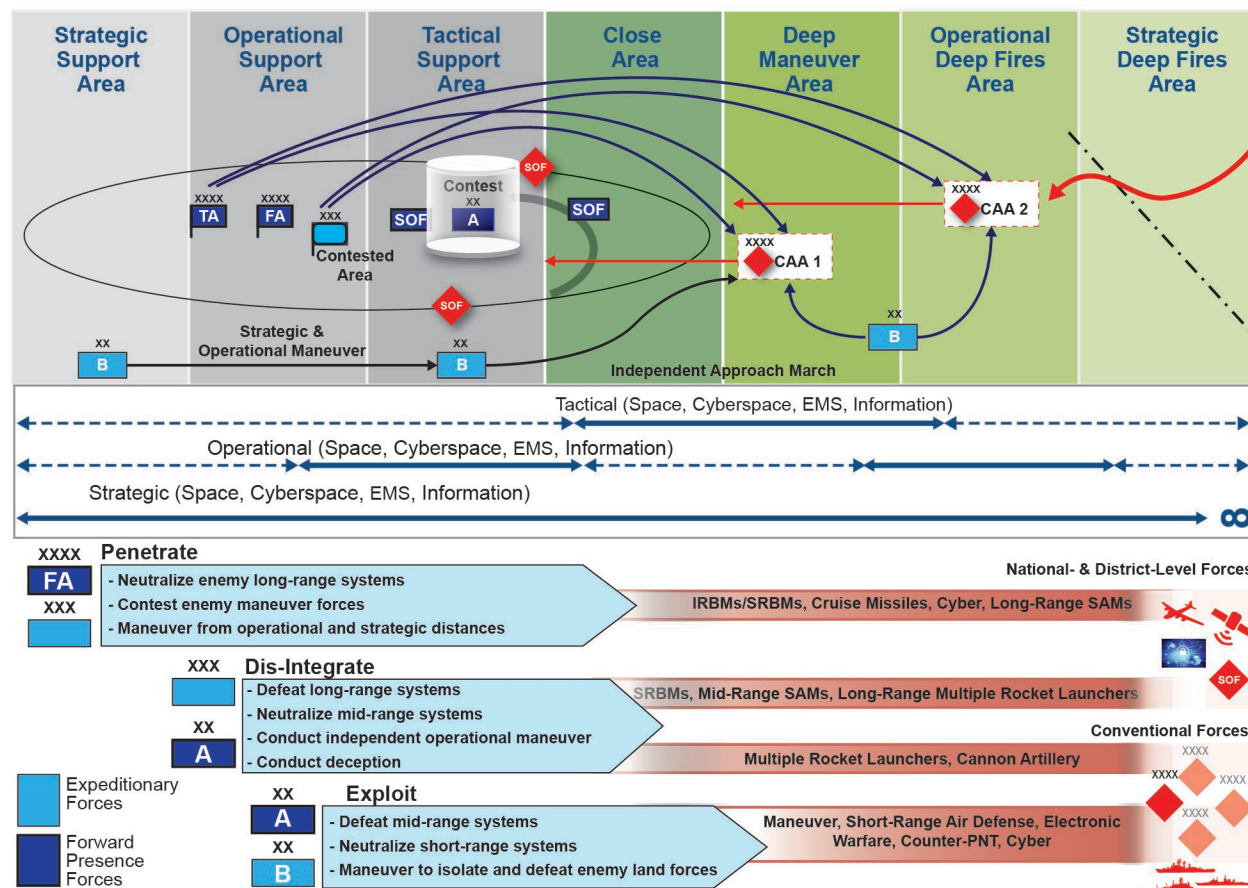 Strategic
Support
Area
Operational
Support
Area
Tactical
Support
Area
Close
Area
Deep
Maneuver
Area
Operational
Deep Fires
Area
Strategic
Deep Fires
Area
XXXX
TA
XXXX
FA
XXX
Contested
Area
SOF
Contest
XX
A
SOF
SOF
SOF
XXXX
CAA 1
XXXX
CAA 2
XX
B
Strategic &
Operational Maneuver
XX
B
XX
B
Independent Approach March
Tactical (Space, Cyberspace, EMS, Information)
Operational (Space, Cyberspace, EMS, Information)
Strategic (Space, Cyberspace, EMS, Information)
∞
XXXX
FA
XXX
Penetrate
- Neutralize enemy long-range systems
- Contest enemy maneuver forces
- Maneuver from operational and strategic distances
National- & District-Level Forces
IRBMs/SRBMs, Cruise Missiles, Cyber, Long-Range SAMs
XXX
XX
A
Dis-Integrate
- Defeat long-range systems
- Neutralize mid-range systems
- Conduct independent operational maneuver
- Conduct deception
SRBMs, Mid-Range SAMs, Long-Range Multiple Rocket Launchers
SOF
Conventional Forces
Multiple Rocket Launchers, Cannon Artillery
XXXX
XXXX
XXXX
XXXX
XX
A
XX
B
Exploit
- Defeat mid-range systems
- Neutralize short-range systems
- Maneuver to isolate and defeat enemy land forces
Maneuver, Short-Range Air Defense, Electronic
Warfare, Counter-PNT, Cyber
Expeditionary
Forces
Forward
Presence
Forces